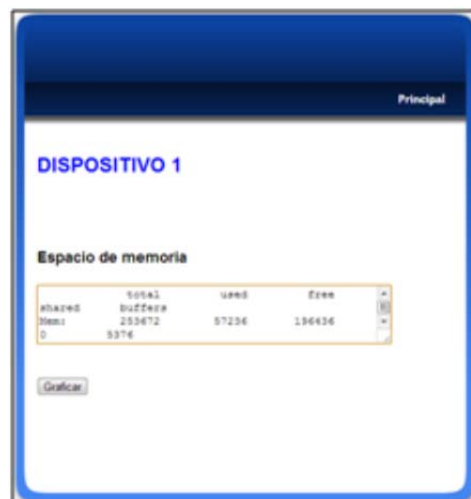 Principal
DISPOSITIVO 1
Espacio de memoria
total used free
shared buffers
Mem: 253672 57236 196436
0 5376
Graficar